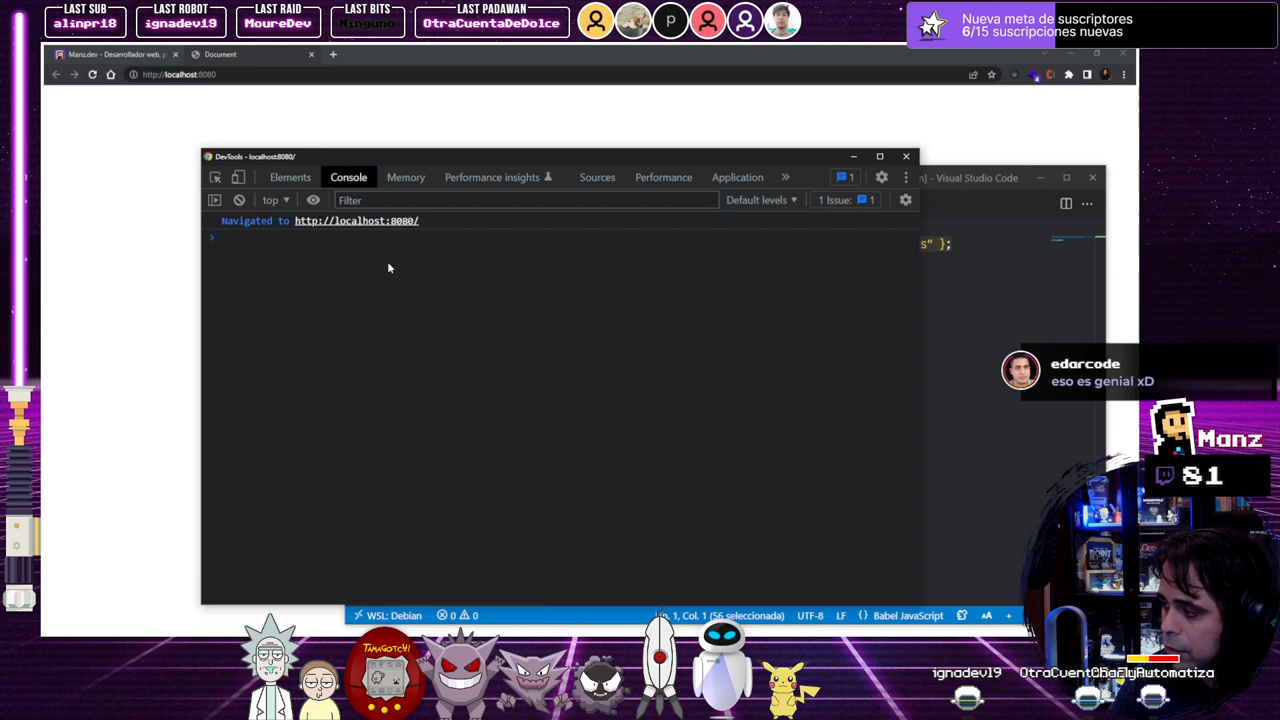 LAST SUB
alinpr18
LAST ROBOT
ignadev19
LAST RAID
MoureDev
LAST BITS
Ninguno
LAST PADAWAN
OtraCuentaDeDolce
P
Nueva meta de suscriptores
6/15 suscripciones nuevas
Manz.dev - Desarrollador web, p
Document
http://localhost:8080
DevTools - localhost:8080/
Elements
Console
Memory
Performance insights
Sources
Performance
Application
1
top
Filter
Default levels
1 Issue:
1
Navigated to http://localhost:8080/
n] - Visual Studio Code
s" };
edarcode
eso es genial xD
Manz
81
WSL: Debian
0
0
Ln. 1, Col. 1 (56 seleccionada)
UTF-8
LF
Babel JavaScript
TAMAGOTCHI
ignadev19